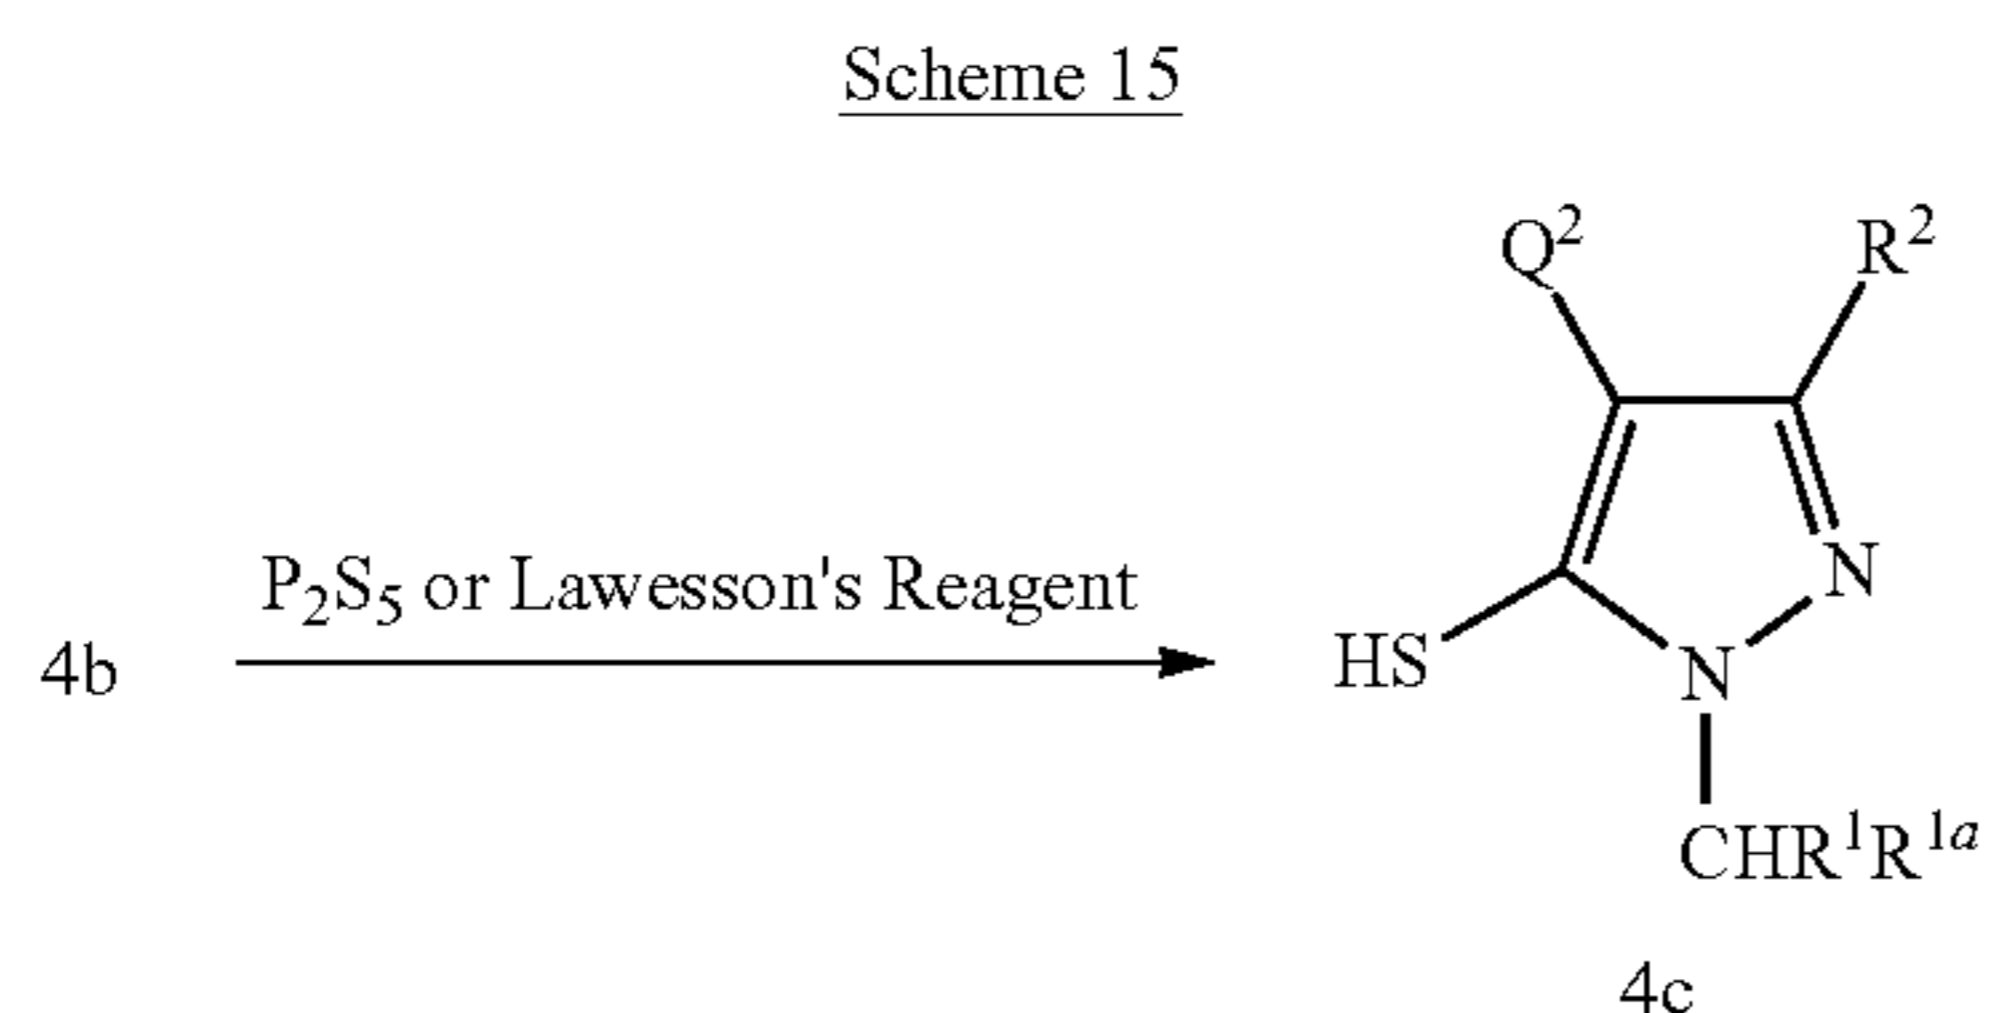 Scheme 15
Q² R²
P₂S₅ or Lawesson's Reagent
4b
HS N
N
CHR¹R¹ᵃ
4c